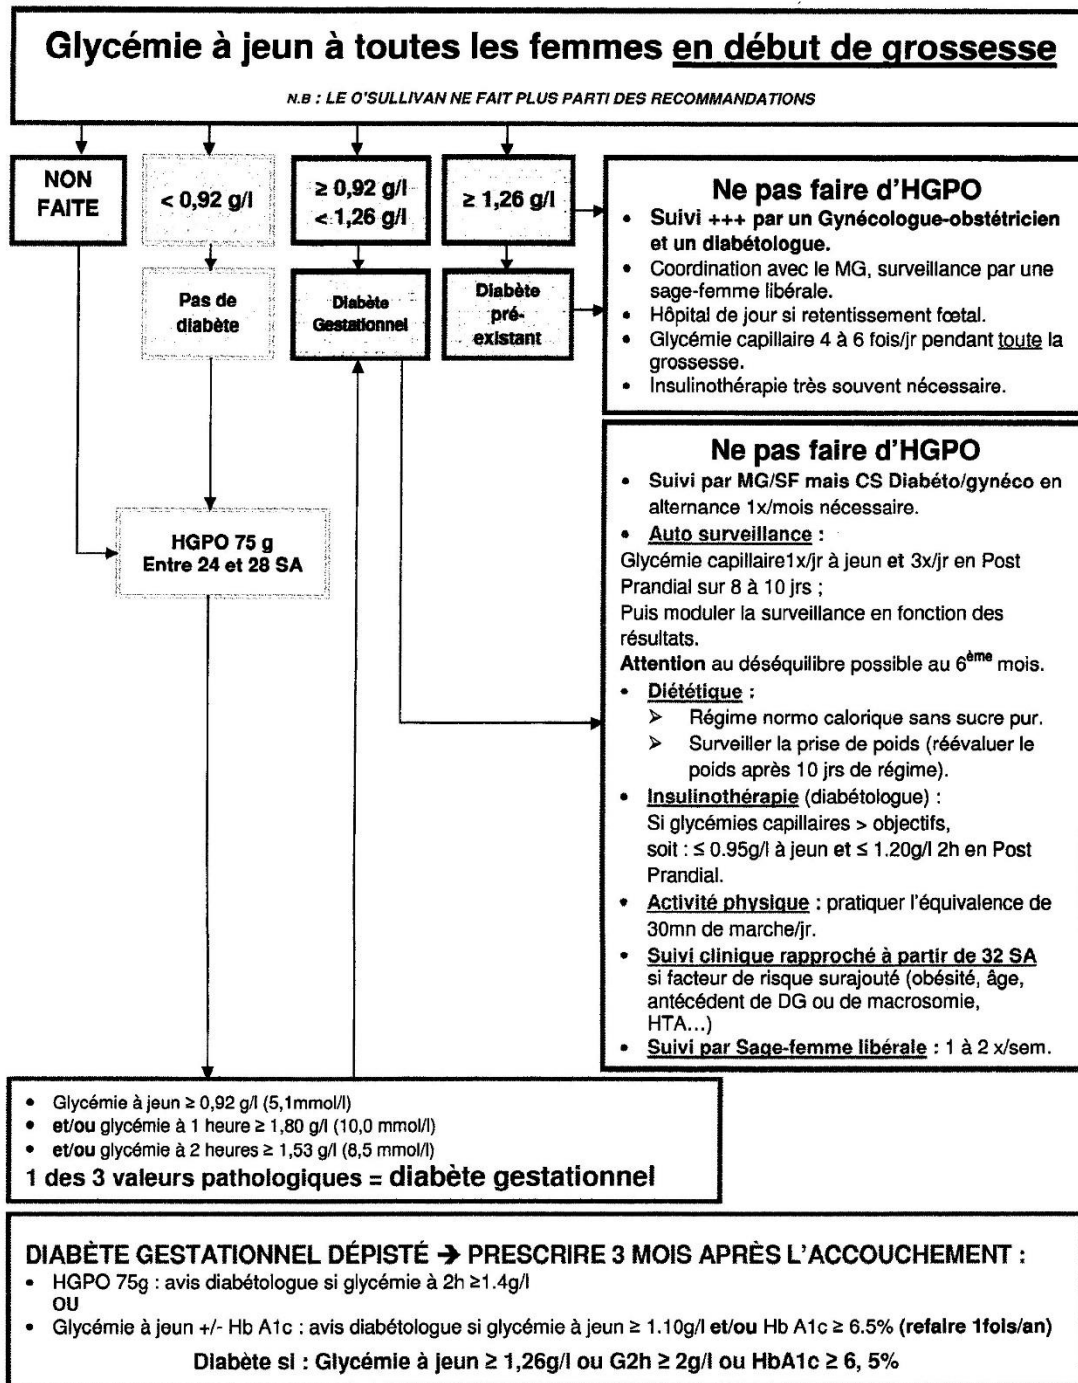 Glycémie à jeun à toutes les femmes en début de grossesse
N.B : LE O'SULLIVAN NE FAIT PLUS PARTI DES RECOMMANDATIONS
NON
FAITE
< 0,92 g/l
≥ 0,92 g/l
< 1,26 g/l
≥ 1,26 g/l
Pas de
diabète
Diabète
Gestationnel
Diabète
pré-
existant
Ne pas faire d'HGPO
• Suivi +++ par un Gynécologue-obstétricien
et un diabétologue.
• Coordination avec le MG, surveillance par une
sage-femme libérale.
• Hôpital de jour si retentissement fœtal.
• Glycémie capillaire 4 à 6 fois/jr pendant toute la
grossesse.
• Insulinothérapie très souvent nécessaire.
HGPO 75 g
Entre 24 et 28 SA
Ne pas faire d'HGPO
• Suivi par MG/SF mais CS Diabéto/gynéco en
alternance 1x/mois nécessaire.
• Auto surveillance :
Glycémie capillaire1x/jr à jeun et 3x/jr en Post
Prandial sur 8 à 10 jrs ;
Puis moduler la surveillance en fonction des
résultats.
Attention au déséquilibre possible au 6ème mois.
• Diététique :
➢ Régime normo calorique sans sucre pur.
➢ Surveiller la prise de poids (réévaluer le
poids après 10 jrs de régime).
• Insulinothérapie (diabétologue) :
Si glycémies capillaires > objectifs,
soit : ≤ 0.95g/l à jeun et ≤ 1.20g/l 2h en Post
Prandial.
• Activité physique : pratiquer l'équivalence de
30mn de marche/jr.
• Suivi clinique rapproché à partir de 32 SA
si facteur de risque surajouté (obésité, âge,
antécédent de DG ou de macrosomie,
HTA...)
• Suivi par Sage-femme libérale : 1 à 2 x/sem.
• Glycémie à jeun ≥ 0,92 g/l (5,1mmol/l)
• et/ou glycémie à 1 heure ≥ 1,80 g/l (10,0 mmol/l)
• et/ou glycémie à 2 heures ≥ 1,53 g/l (8,5 mmol/l)
1 des 3 valeurs pathologiques = diabète gestationnel
DIABÈTE GESTATIONNEL DÉPISTÉ ➔ PRESCRIRE 3 MOIS APRÈS L'ACCOUCHEMENT :
• HGPO 75g : avis diabétologue si glycémie à 2h ≥1.4g/l
OU
• Glycémie à jeun +/- Hb A1c : avis diabétologue si glycémie à jeun ≥ 1.10g/l et/ou Hb A1c ≥ 6.5% (refaire 1fois/an)
Diabète si : Glycémie à jeun ≥ 1,26g/l ou G2h ≥ 2g/l ou HbA1c ≥ 6, 5%